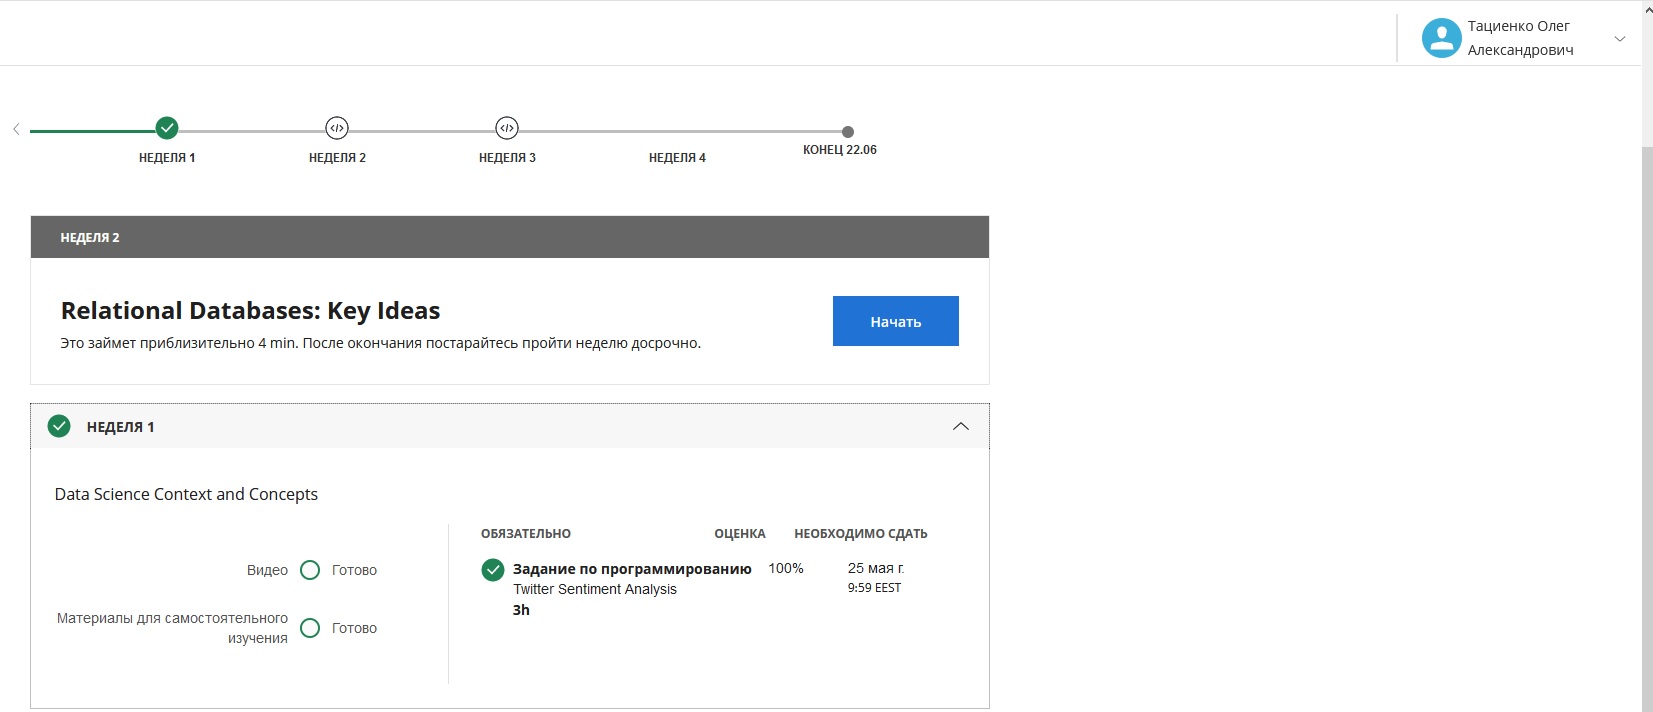 Тациенко Олег
Александрович
НЕДЕЛЯ 1
НЕДЕЛЯ 2
НЕДЕЛЯ 3
НЕДЕЛЯ 4
КОНЕЦ 22.06
НЕДЕЛЯ 2
Relational Databases: Key Ideas
Это займет приблизительно 4 min. После окончания постарайтесь пройти неделю досрочно.
Начать
НЕДЕЛЯ 1
Data Science Context and Concepts
Видео Готово
Материалы для самостоятельного
изучения
Готово
ОБЯЗАТЕЛЬНО ОЦЕНКА НЕОБХОДИМО СДАТЬ
Задание по программированию 100% 25 мая г.
Twitter Sentiment Analysis 9:59 EEST
3h